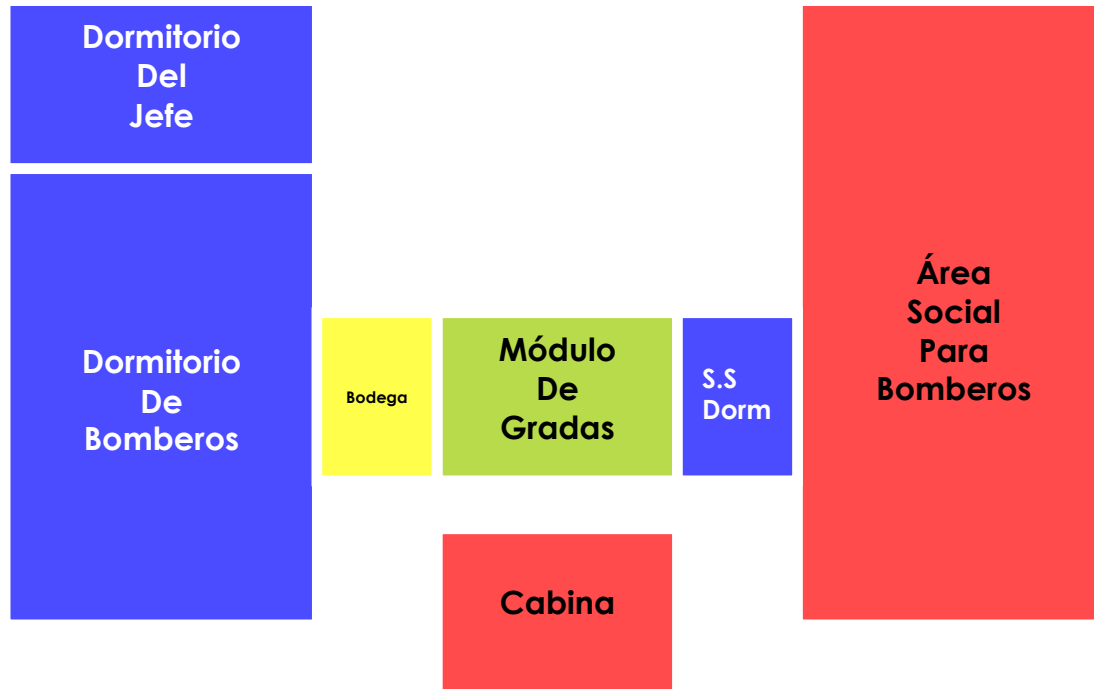 Dormitorio
Del
Jefe
Dormitorio
De
Bomberos
Bodega
Módulo
De
Gradas
S.S
Dorm
Área
Social
Para
Bomberos
Cabina